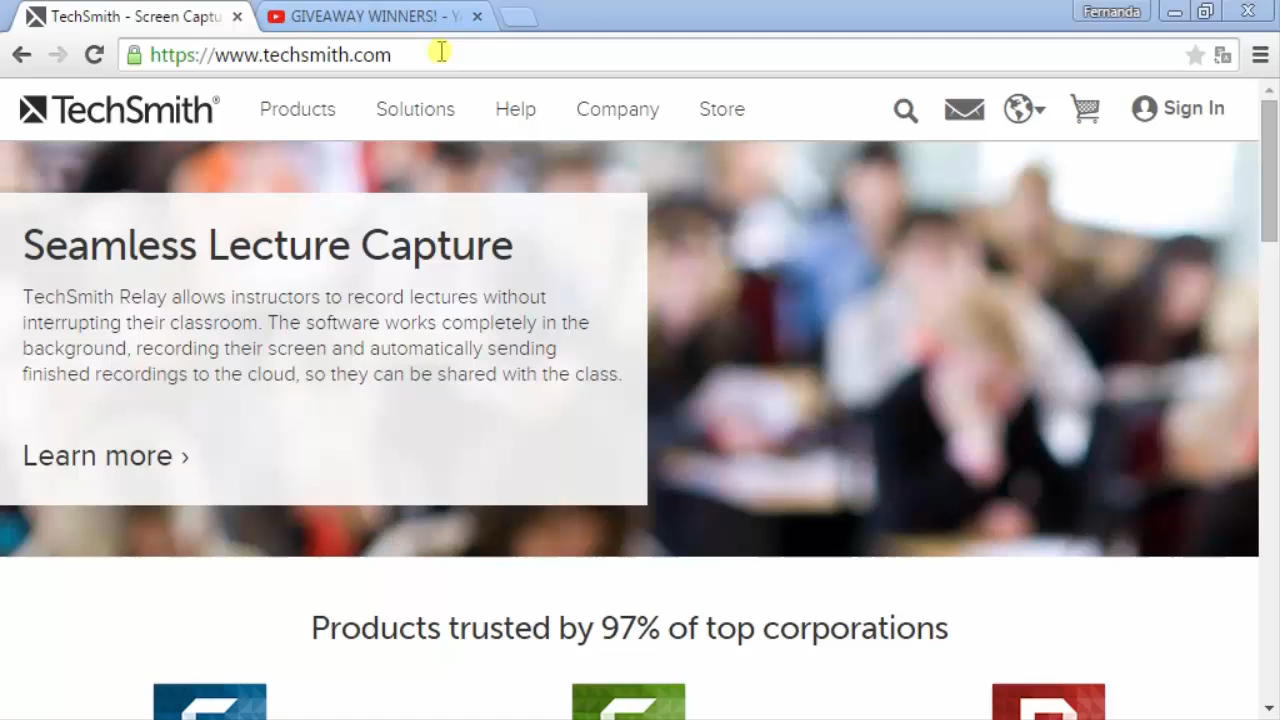 TechSmith - Screen Captu
GIVEAWAY WINNERS! - Y
Fernanda
https://www.techsmith.com
TechSmith®
Products
Solutions
Help
Company
Store
Sign In
Seamless Lecture Capture
TechSmith Relay allows instructors to record lectures without
interrupting their classroom. The software works completely in the
background, recording their screen and automatically sending
finished recordings to the cloud, so they can be shared with the class.
Learn more ›
Products trusted by 97% of top corporations